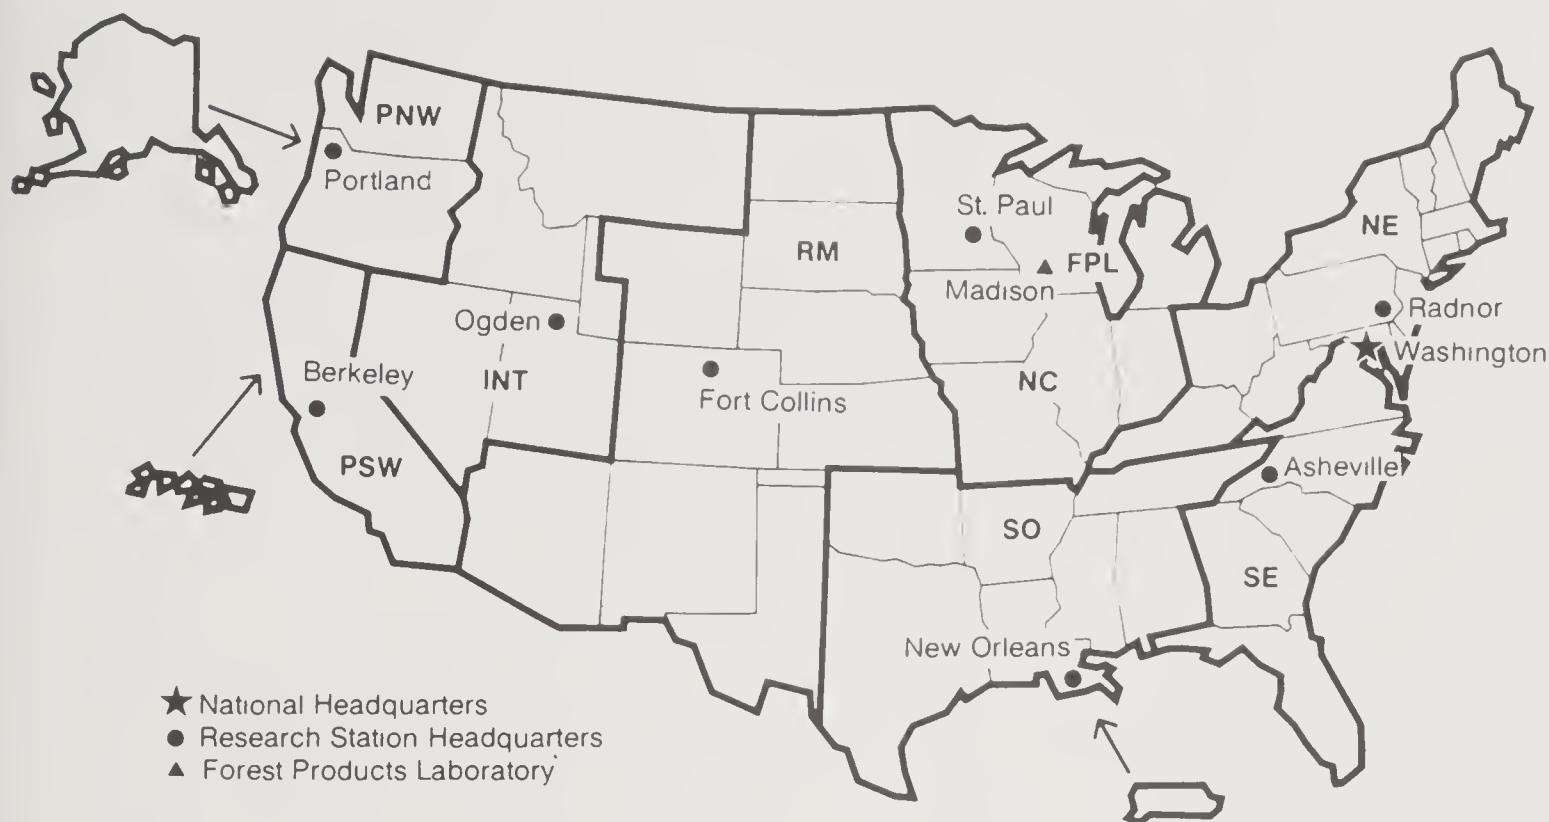 PNW
Portland
St. Paul
NE
RM
FPL
Madison
Radnor
Ogden
Washington
Berkeley
INT
NC
Fort Collins
PSW
Asheville
SO
SE
New Orleans
National Headquarters
Research Station Headquarters
Forest Products Laboratory